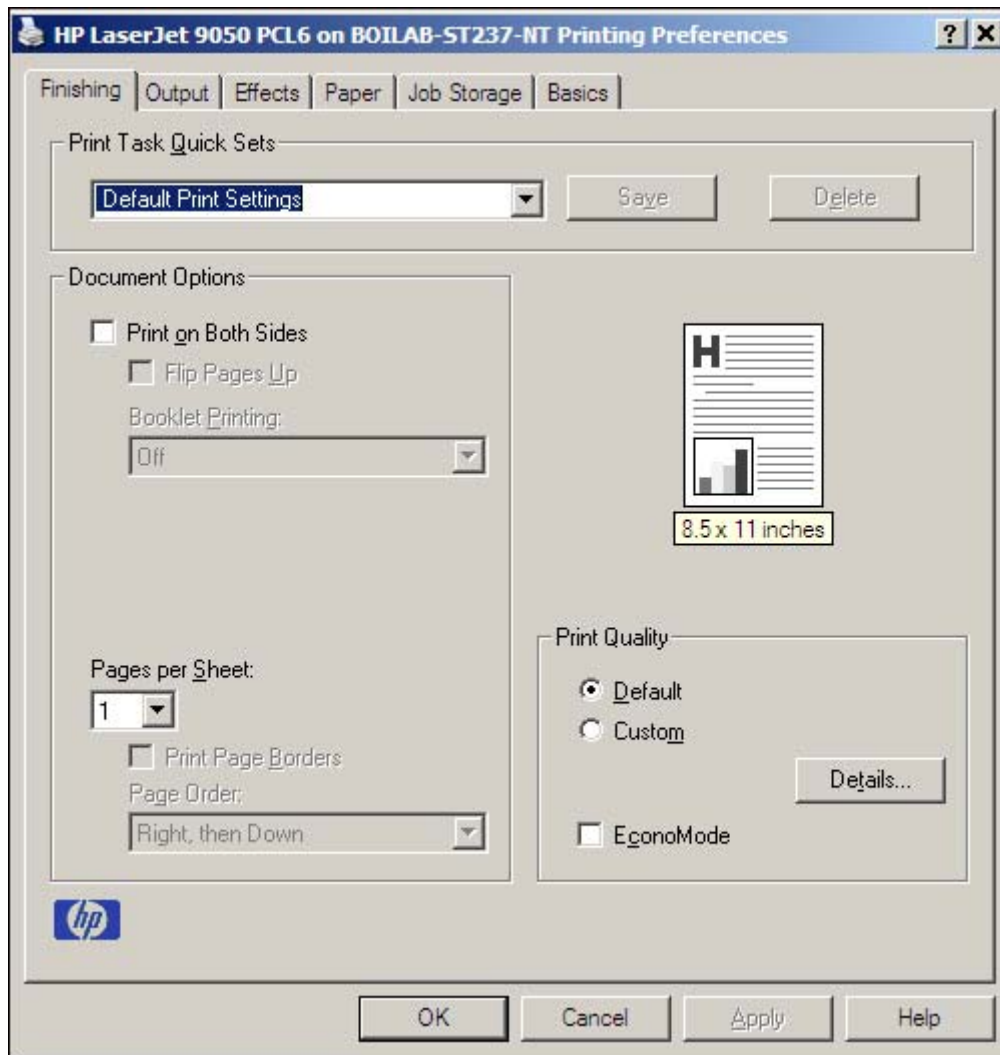 HP LaserJet 9050 PCL6 on BOILAB-ST237-NT Printing Preferences
Finishing Output Effects Paper Job Storage Basics
Print Task Quick Sets
Default Print Settings Save Delete
Document Options
Print on Both Sides
Flip Pages Up
Booklet Printing:
Off
H
8.5 x 11 inches
Pages per Sheet:
1
Print Page Borders
Page Order:
Right, then Down
Print Quality
Default
Custom
Details...
EconoMode
hp
OK Cancel Apply Help